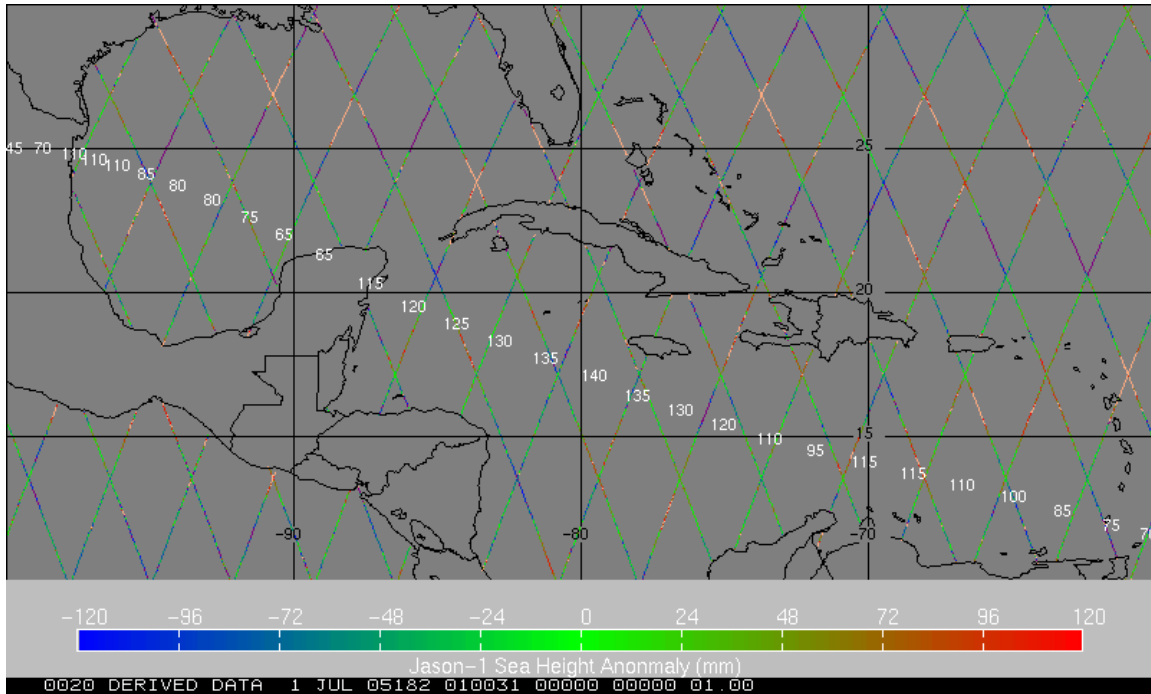 45 70 110 110 110 85 80 80 75 65 65 115 120 125 130 135 140 135 130 120 110 95 115 115 110 100 85 75 70
25
20
15
-90 -80 -70
-120 -96 -72 -48 -24 0 24 48 72 96 120
Jason-1 Sea Height Anonmaly (mm)
0020 DERIVED DATA 1 JUL 05182 010031 00000 00000 01.00